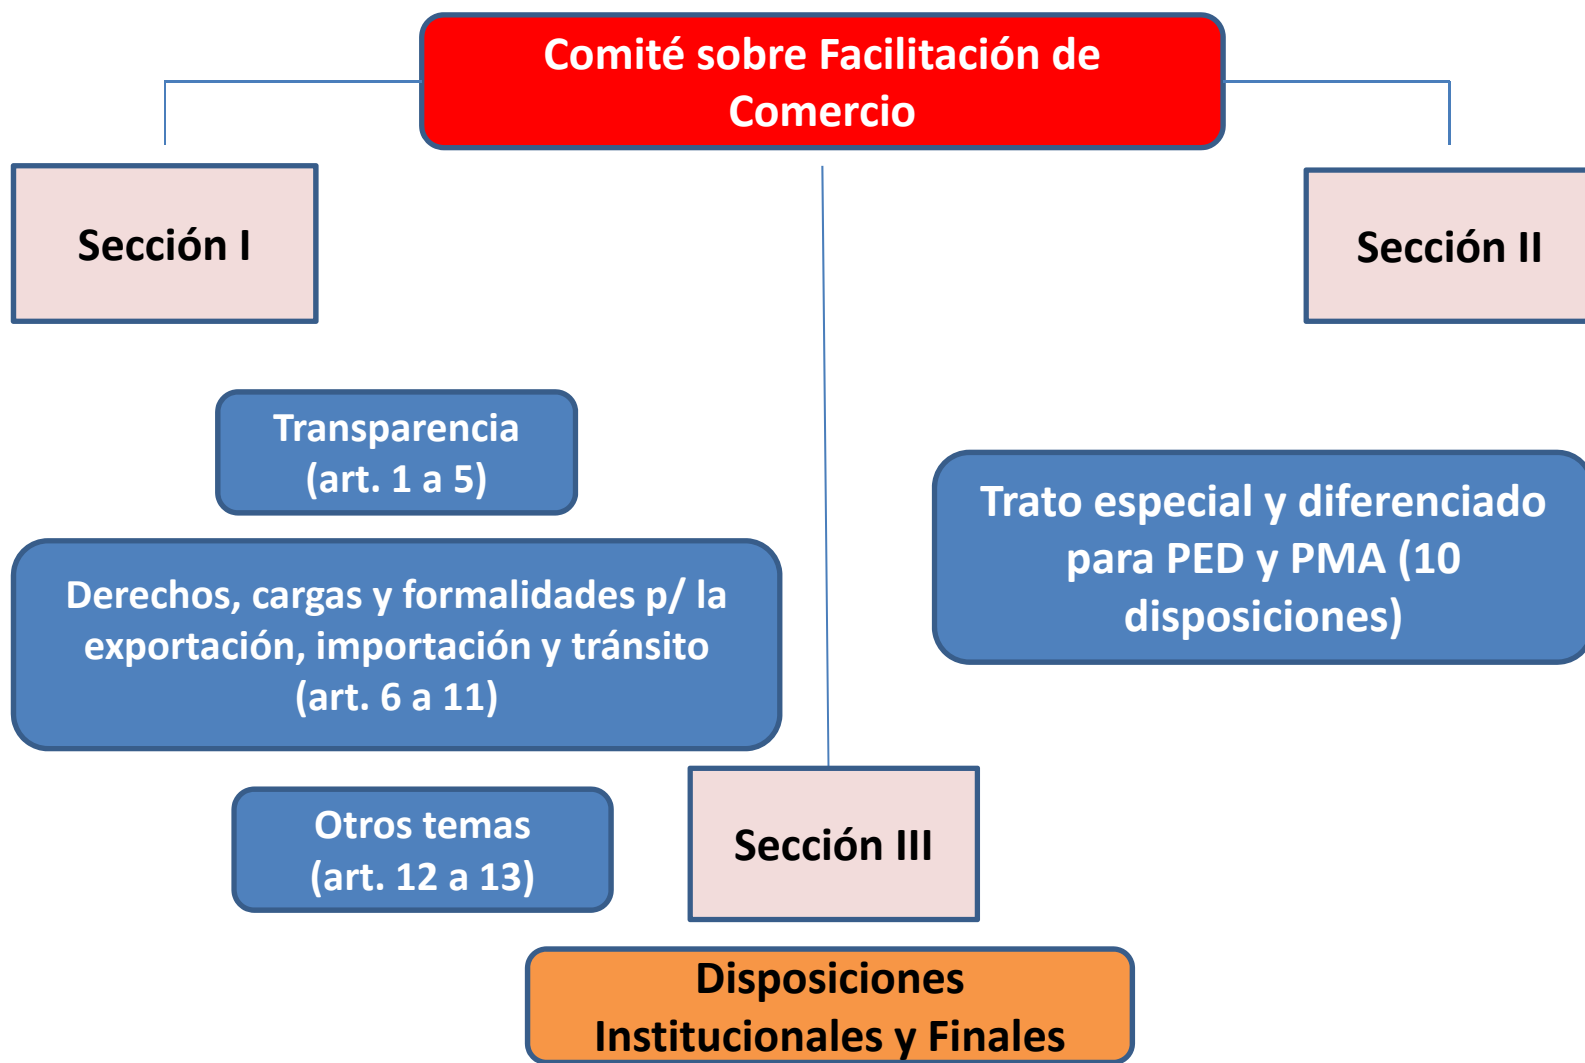 Comité sobre Facilitación de
Comercio
Sección I
Sección II
Transparencia
(art. 1 a 5)
Derechos, cargas y formalidades p/ la
exportación, importación y tránsito
(art. 6 a 11)
Otros temas
(art. 12 a 13)
Trato especial y diferenciado
para PED y PMA (10
disposiciones)
Sección III
Disposiciones
Institucionales y Finales